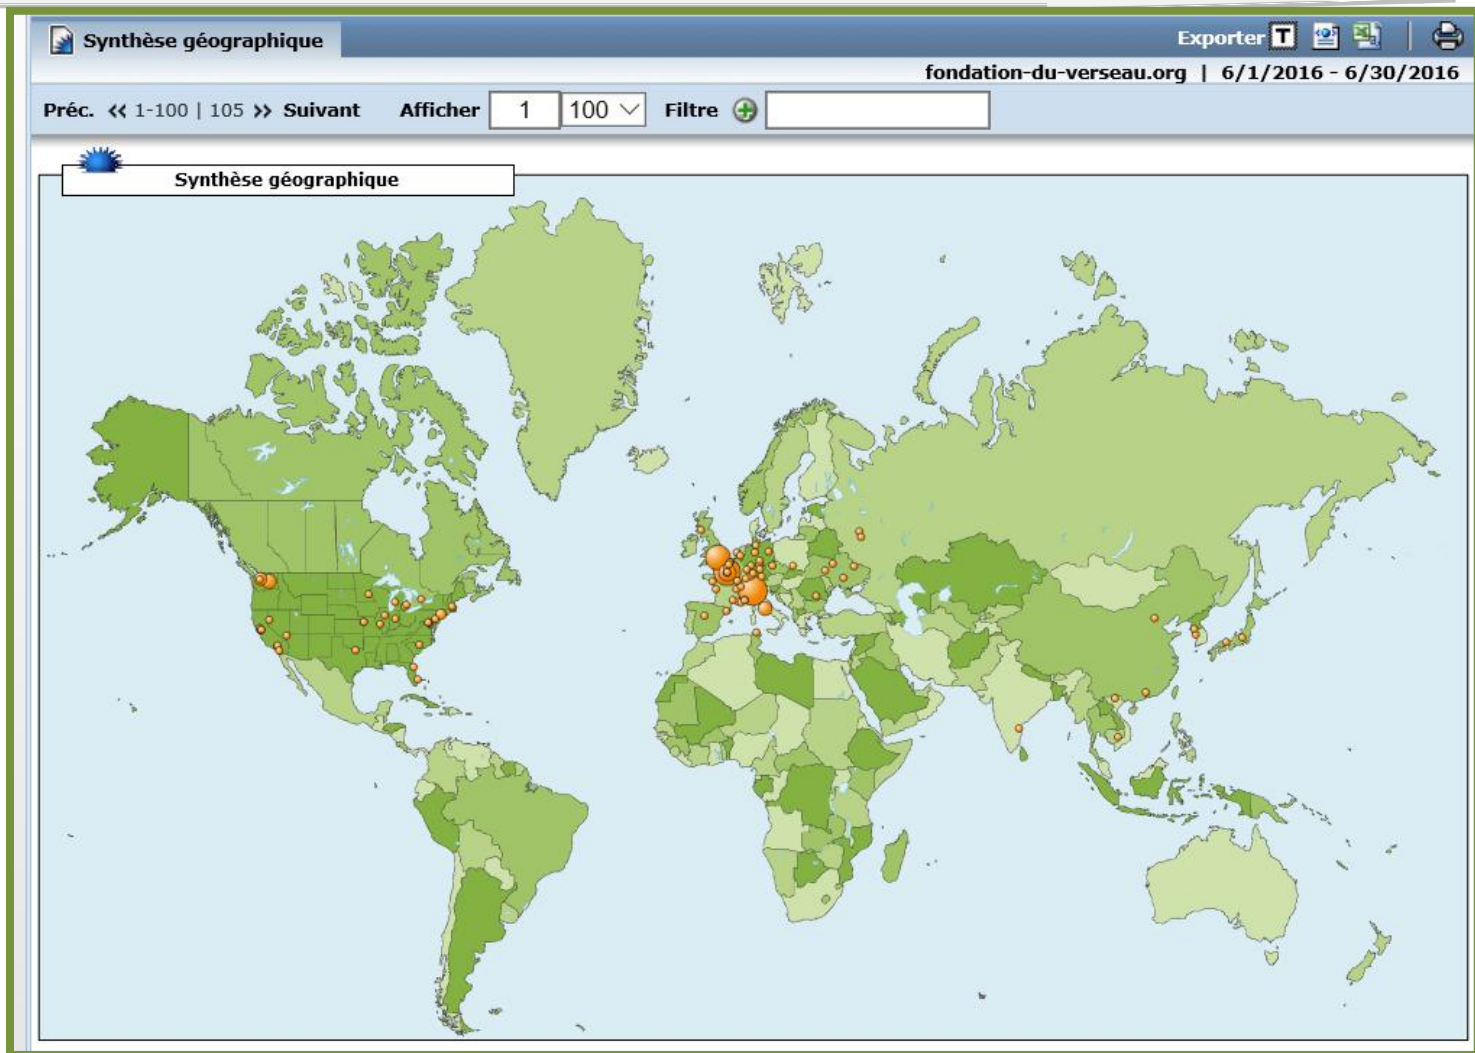 Synthèse géographique
Exporter T
fondation-du-verseau.org | 6/1/2016 - 6/30/2016
Préc. << 1-100 | 105 >> Suivant Afficher 1 100 Filtre
Synthèse géographique